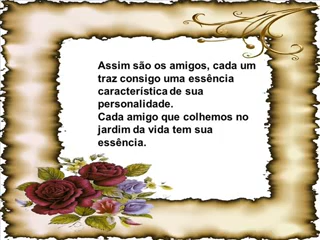 Assim são os amigos, cada um
traz consigo uma essência
característica de sua
personalidade.
Cada amigo que colhemos no
jardim da vida tem sua
essência.